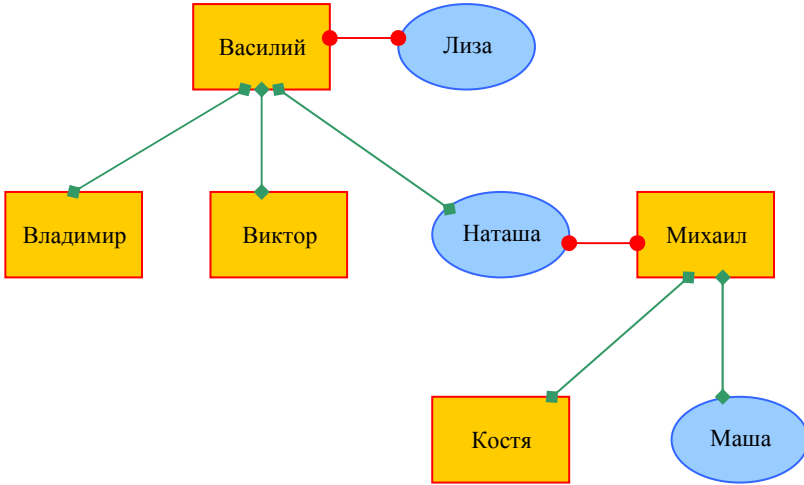 Василий
Лиза
Владимир
Виктор
Наташа
Михаил
Костя
Маша